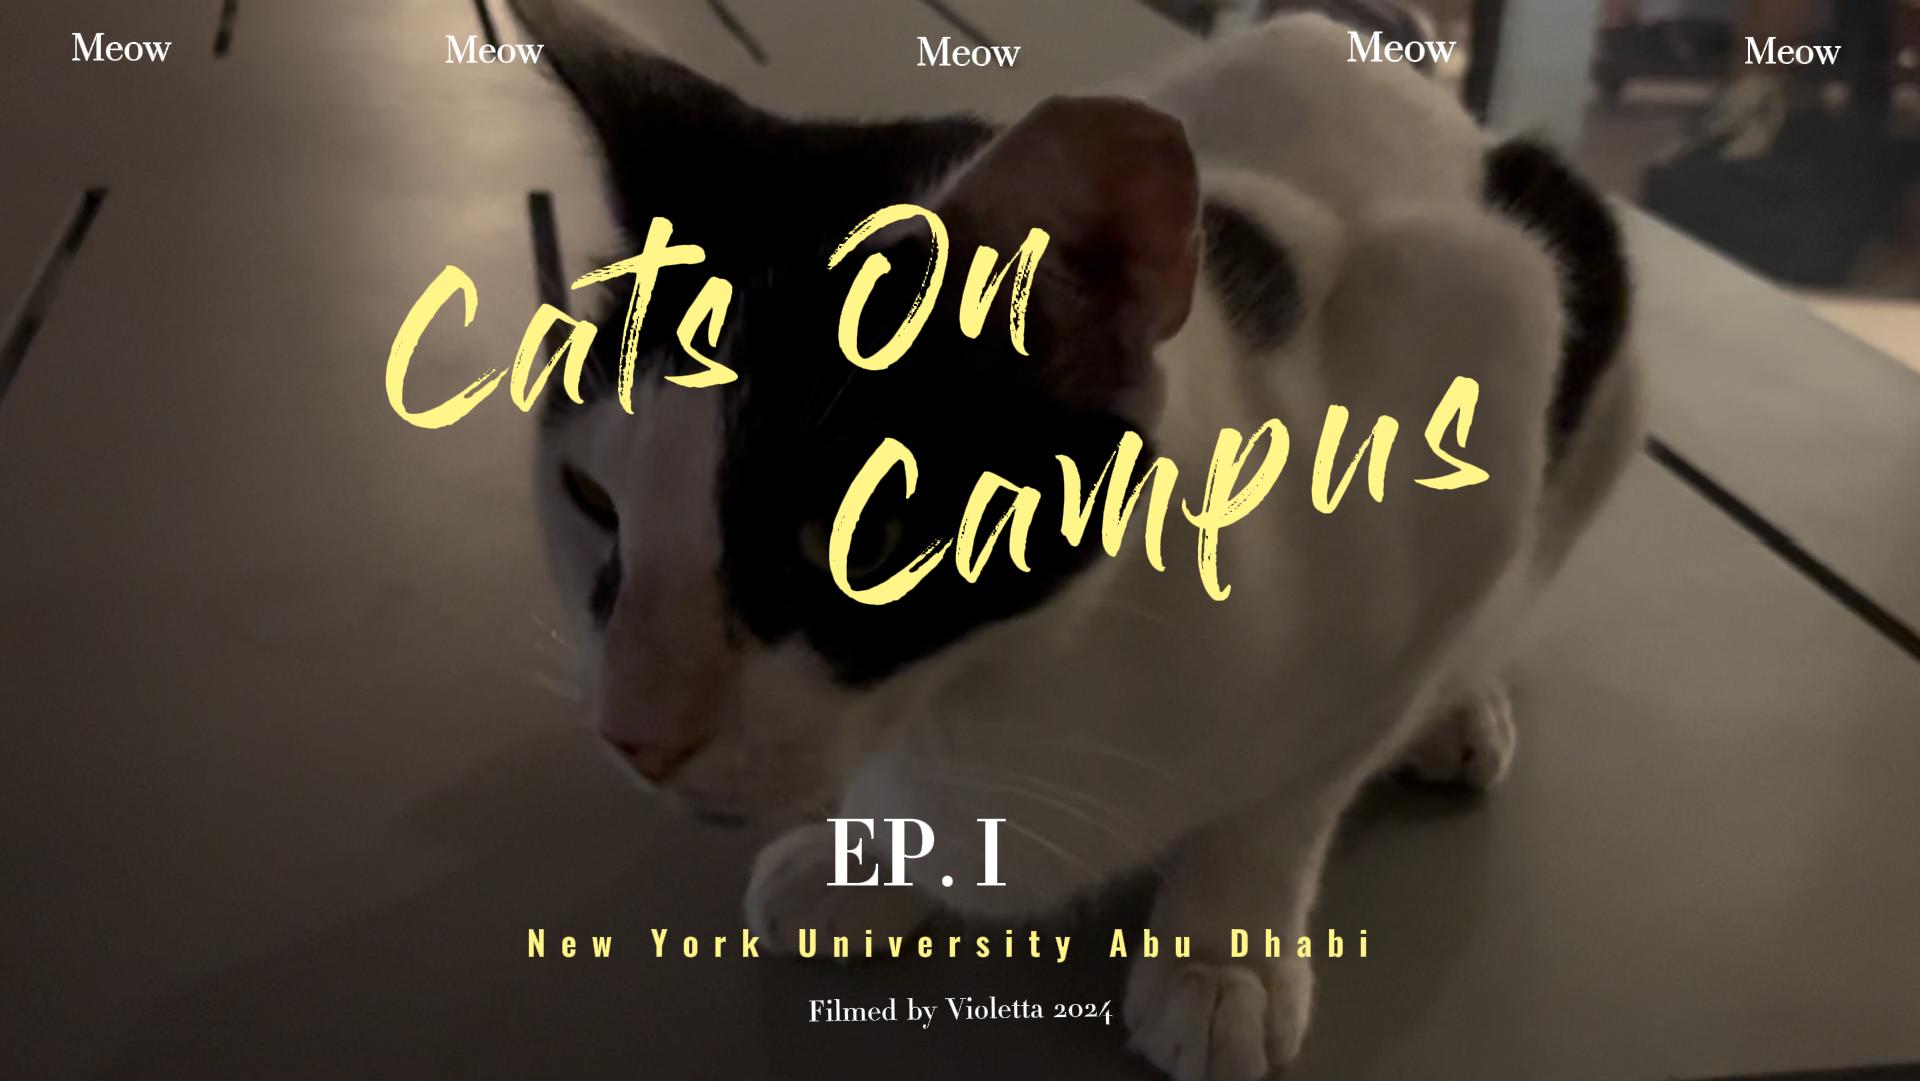 Meow Meow Meow Meow Meow
Cats On
Campus
EP. I
New York University Abu Dhabi
Filmed by Violetta 2024